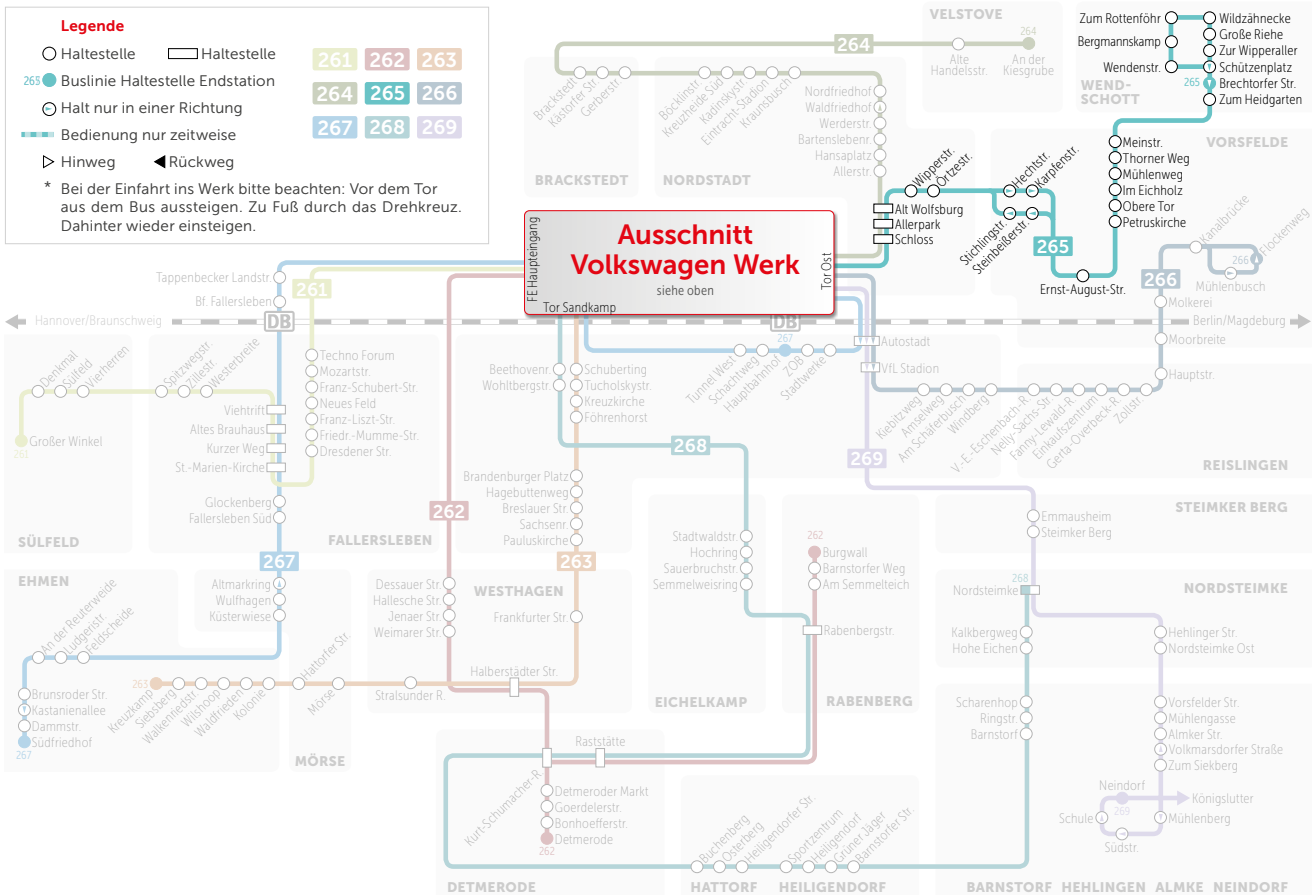 Legende
Haltestelle
Haltestelle
265 Buslinie Haltestelle Endstation
Halt nur in einer Richtung
Bedienung nur zeitweise
Hinweg
Rückweg
* Bei der Einfahrt ins Werk bitte beachten: Vor dem Tor
aus dem Bus aussteigen. Zu Fuß durch das Drehkreuz.
Dahinter wieder einsteigen.
261 262 263
264 265 266
267 268 269
VELSTOVE
264
264
Alte
Handelsstr.
An der
Kiesgrube
Brackstedt
Kästorfer Str.
Gerberstr.
BRACKSTEDT
Böcklinstr.
Kreuzheide Süd
Kadinskystr.
Eintracht-Stadion
Kransbusch
NORDSTADT
Nordfriedhof
Waldfriedhof
Werderstr.
Bartenslebenr.
Hansaplatz
Allerstr.
Zum Rottenföhr
Bergmannskamp
Wendenstr.
WEND-
SCHOTT
Wildzähnecke
Große Riehe
Zur Wipperaller
Schützenplatz
265
Brechtorfer Str.
Zum Heidgarten
VORSFELDE
Meinstr.
Thorner Weg
Mühlenweg
Im Eichholz
Obere Tor
Petruskirche
Wipperstr.
Ortzestr.
Hechtstr.
Karpfenstr.
Stichlingstr.
Steinbeißerstr.
265
Ernst-August-Str.
Alt Wolfsburg
Allerpark
Schloss
Ausschnitt
Volkswagen Werk
siehe oben
FE Haupteingang
Tor Sandkamp
Tor Ost
Kanalbrücke
Flockenweg
266
Mühlenbusch
266
Molkerei
Moorbreite
Hauptstr.
Tappenbecker Landstr.
Bf. Fallersleben
261
Hannover/Braunschweig
DB
DB
Berlin/Magdeburg
Denkmal
Sülfeld
Vierherren
Spitzwegstr.
Zillestr.
Westerbreite
Großer Winkel
261
SÜLFELD
Techno Forum
Mozartstr.
Franz-Schubert-Str.
Neues Feld
Franz-Liszt-Str.
Friedr.-Mumme-Str.
Dresdener Str.
Viehtrift
Altes Brauhaus
Kurzer Weg
St.-Marien-Kirche
Glockenberg
Fallersleben Süd
FALLERSLEBEN
Beethovenr.
Wohltbergstr.
Schuberting
Tucholskystr.
Kreuzkirche
Föhrenhorst
Tunnel West
Schachtweg
Hauptbahnhof
267
ZOB
Stadtwerke
Autostadt
VfL Stadion
Kiebitzweg
Amselweg
Am Schäferbusch
Windberg
V.-E.-Eschenbach-R.
Nelly-Sachs-Str.
Fanny-Lewald-R.
Einkaufszentrum
Gerta-Overbeck-R.
Zollstr.
REISLINGEN
268
269
262
Brandenburger Platz
Hagebuttenweg
Breslauer Str.
Sachsenr.
Pauluskirche
263
STEIMKER BERG
Emmausheim
Steimker Berg
267
EHMEN
Altmarkring
Wulfhagen
Küsterwiese
An der Reuterweide
Ludgeristr.
Feldscheide
Brunsroder Str.
Kastanienallee
Dammstr.
Südfriedhof
267
Dessauer Str.
Hallesche Str.
Jenaer Str.
Weimarer Str.
WESTHAGEN
Frankfurter Str.
Halberstädter Str.
Stralsunder R.
263
Kreuzkamp
Siebsberg
Walkenriedstr.
Wilshoop
Waldfrieden
Kolonie
Hattorfer Str.
Mörse
MÖRSE
Stadtwaldstr.
Hochring
Sauerbruchstr.
Semmelweisring
EICHELKAMP
262
Burgwall
Barnstorfer Weg
Am Semmelteich
Rabenbergstr.
RABENBERG
NORDSTEIMKE
268
Nordsteimke
Kalkbergweg
Hohe Eichen
Hehlinger Str.
Nordsteimke Ost
Scharenhop
Ringstr.
Barnstorf
Vorsfelder Str.
Mühlengasse
Almker Str.
Volkmarsdorfer Straße
Zum Siekberg
Neindorf
269
Königslutter
Schule
Südstr.
Mühlenberg
Raststätte
Kurt-Schumacher-R.
Detmeroder Markt
Goerdelerstr.
Bonhoefferstr.
Detmerode
262
DETMERODE
Buchenberg
Osterberg
Heiligendorfer Str.
Sportzentrum
Heiligendorf
Grüner Jäger
Barnstorfer Str.
HATTORF
HEILIGENDORF
BARNSTORF
HEHLINGEN
ALMKE
NEINDORF